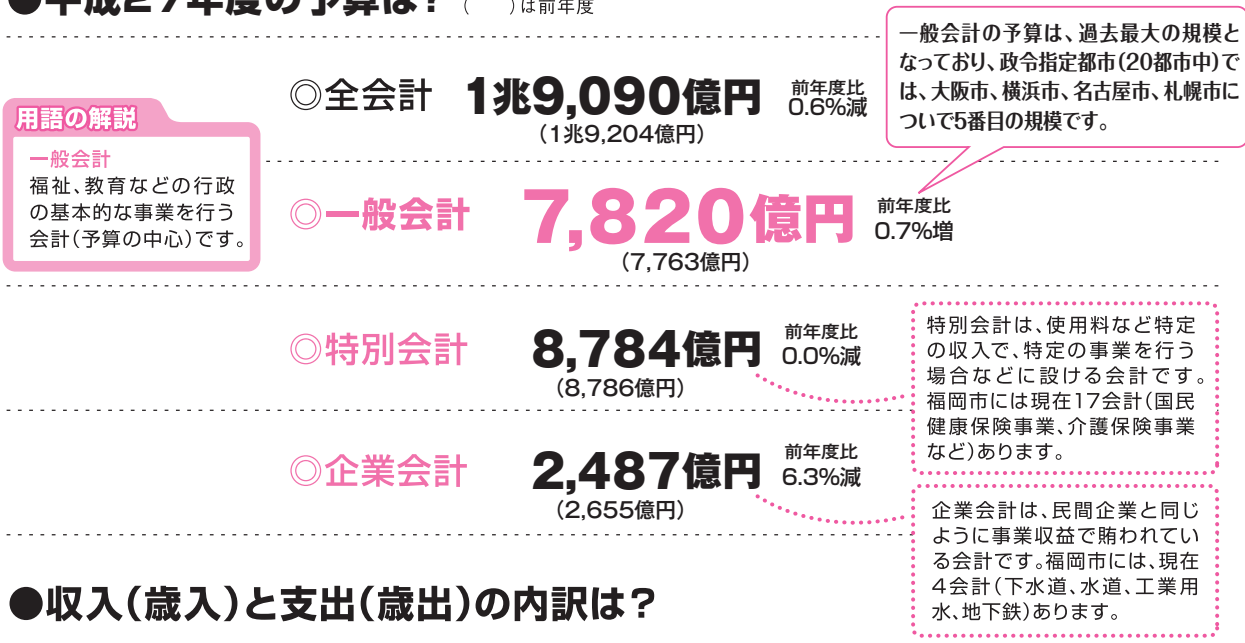 ●平成27年度の予算は？（　　）は前年度
◎全会計 1兆9,090億円 前年度比
0.6%減
（1兆9,204億円）
一般会計の予算は、過去最大の規模と
なっており、政令指定都市(20都市中)で
は、大阪市、横浜市、名古屋市、札幌市に
ついで5番目の規模です。
用語の解説
一般会計
福祉、教育などの行政
の基本的な事業を行う
会計(予算の中心)です。
◎一般会計 7,820億円 前年度比
0.7%増
（7,763億円）
◎特別会計 8,784億円 前年度比
0.0%減
（8,786億円）
特別会計は、使用料など特定
の収入で、特定の事業を行う
場合などに設ける会計です。
福岡市には現在17会計(国民
健康保険事業、介護保険事業
など)あります。
◎企業会計 2,487億円 前年度比
6.3%減
（2,655億円）
企業会計は、民間企業と同じ
ように事業収益で賄われてい
る会計です。福岡市には、現在
4会計(下水道、水道、工業用
水、地下鉄)あります。
●収入(歳入)と支出(歳出)の内訳は？